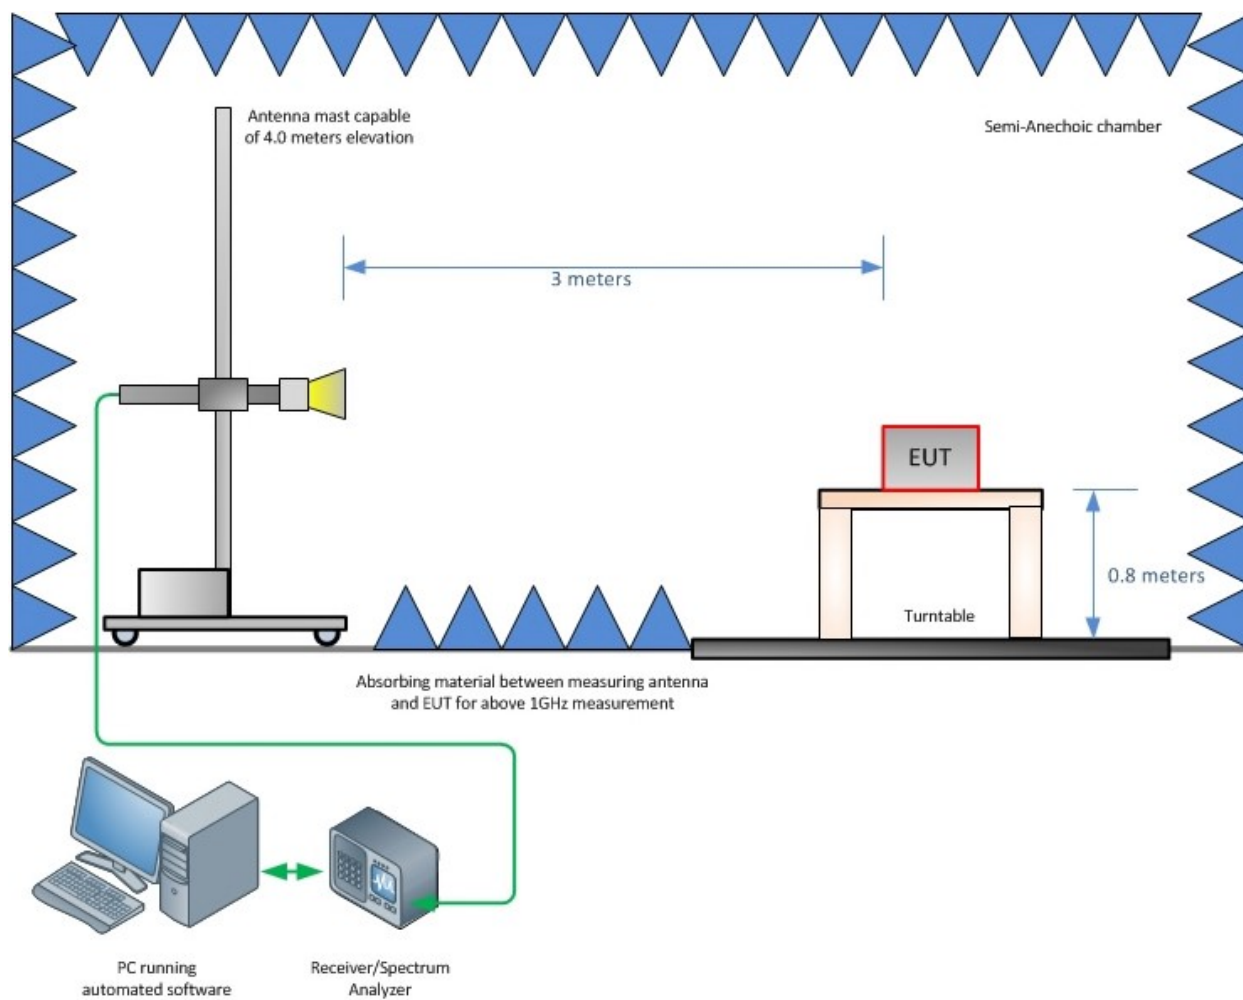 Antenna mast capable
of 4.0 meters elevation
Semi-Anechoic chamber
3 meters
EUT
0.8 meters
Turntable
Absorbing material between measuring antenna
and EUT for above 1GHz measurement
PC running
automated software
Receiver/Spectrum
Analyzer